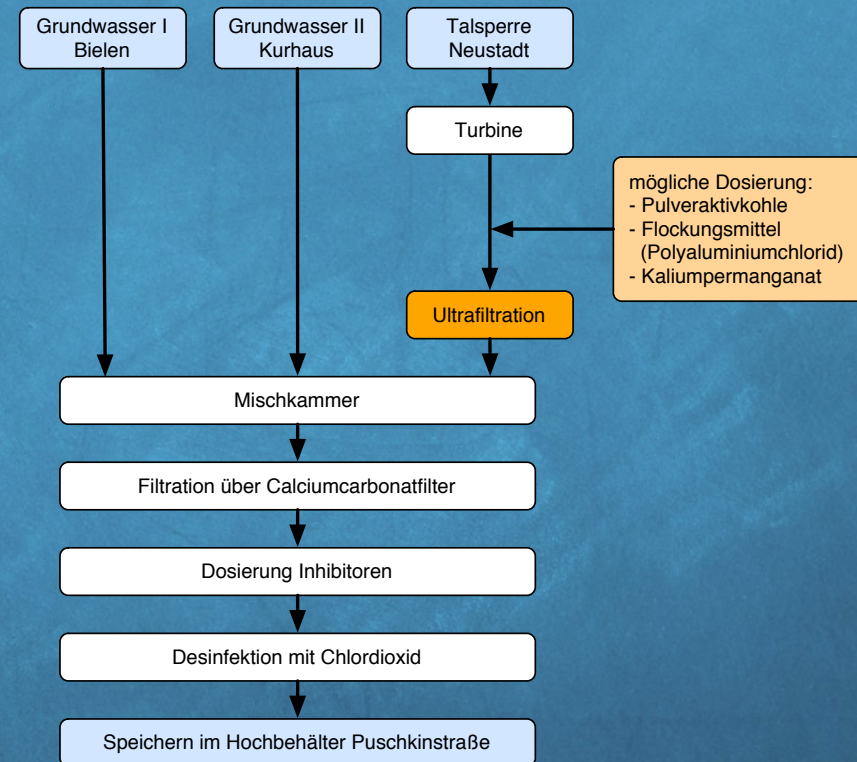 Grundwasser I
Bielen
Grundwasser II
Kurhaus
Talsperre
Neustadt
Turbine
mögliche Dosierung:
- Pulveraktivkohle
- Flockungsmittel
(Polyaluminiumchlorid)
- Kaliumpermanganat
Ultrafiltration
Mischkammer
Filtration über Calciumcarbonatfilter
Dosierung Inhibitoren
Desinfektion mit Chlordioxid
Speichern im Hochbehälter Puschkinstraße